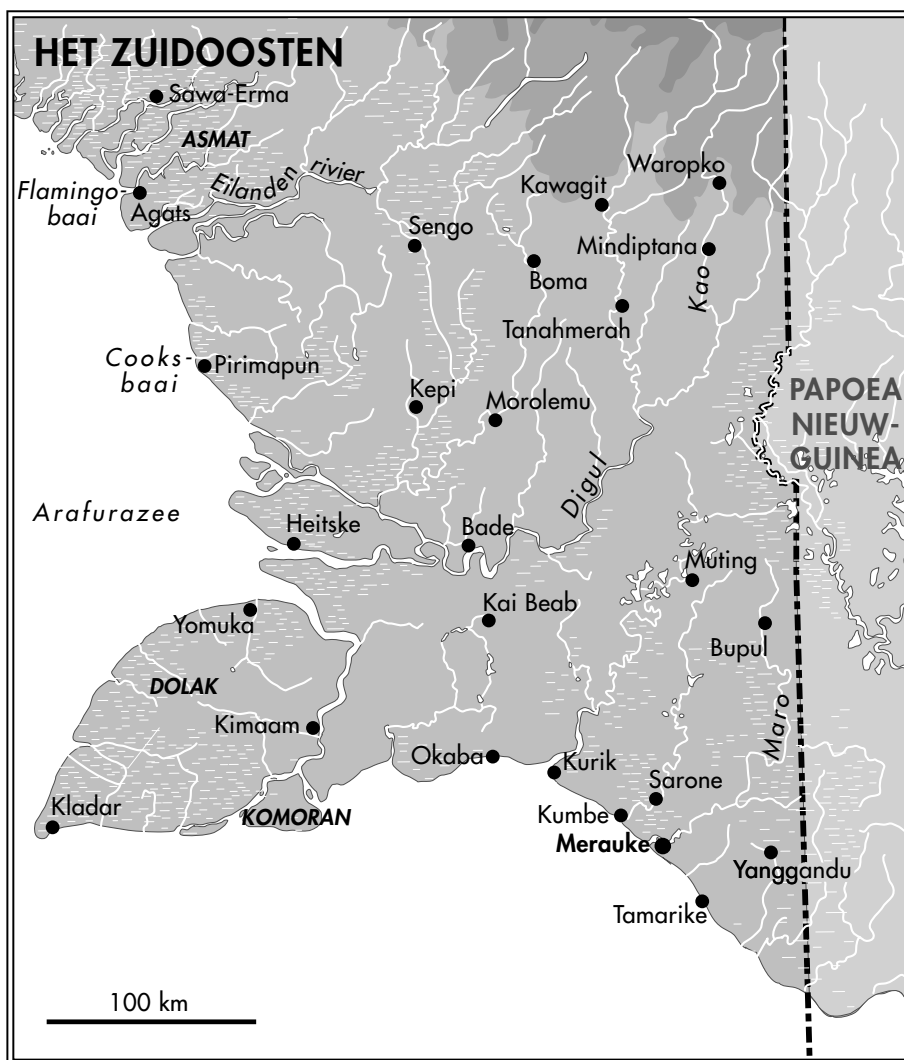 HET ZUIDOOSTEN
Sawa-Erma
ASMAT
Flamingo-
baai
Agats
Eilanden rivier
Waropko
Kawagit
Sengo
Mindiptana
Boma
Kao
Tanahmerah
Cooks-
baai
Pirimapun
Kepi
Morolemu
PAPOEA
NIEUW-
GUINEA
Digul
Arafurazee
Heitske
Bade
Muting
Kai Beab
Yomuka
Bupul
DOLAK
Kimaam
Maro
Okaba
Kurik
Sarone
Kladar
KOMORAN
Kumbe
Merauke
Yanggandu
Tamarike
100 km